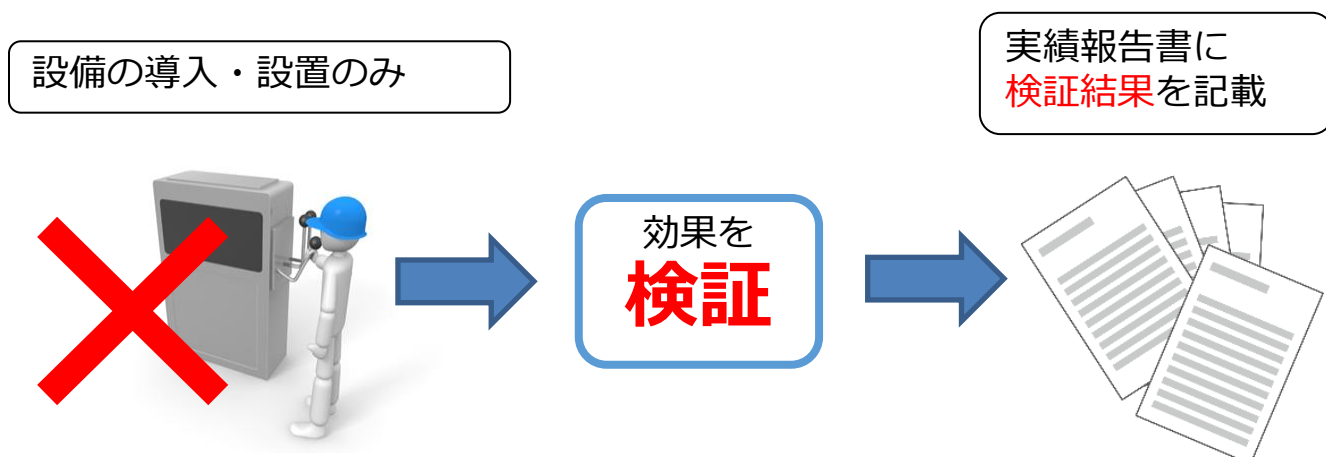 設備の導入・設置のみ
効果を
検証
実績報告書に
検証結果を記載